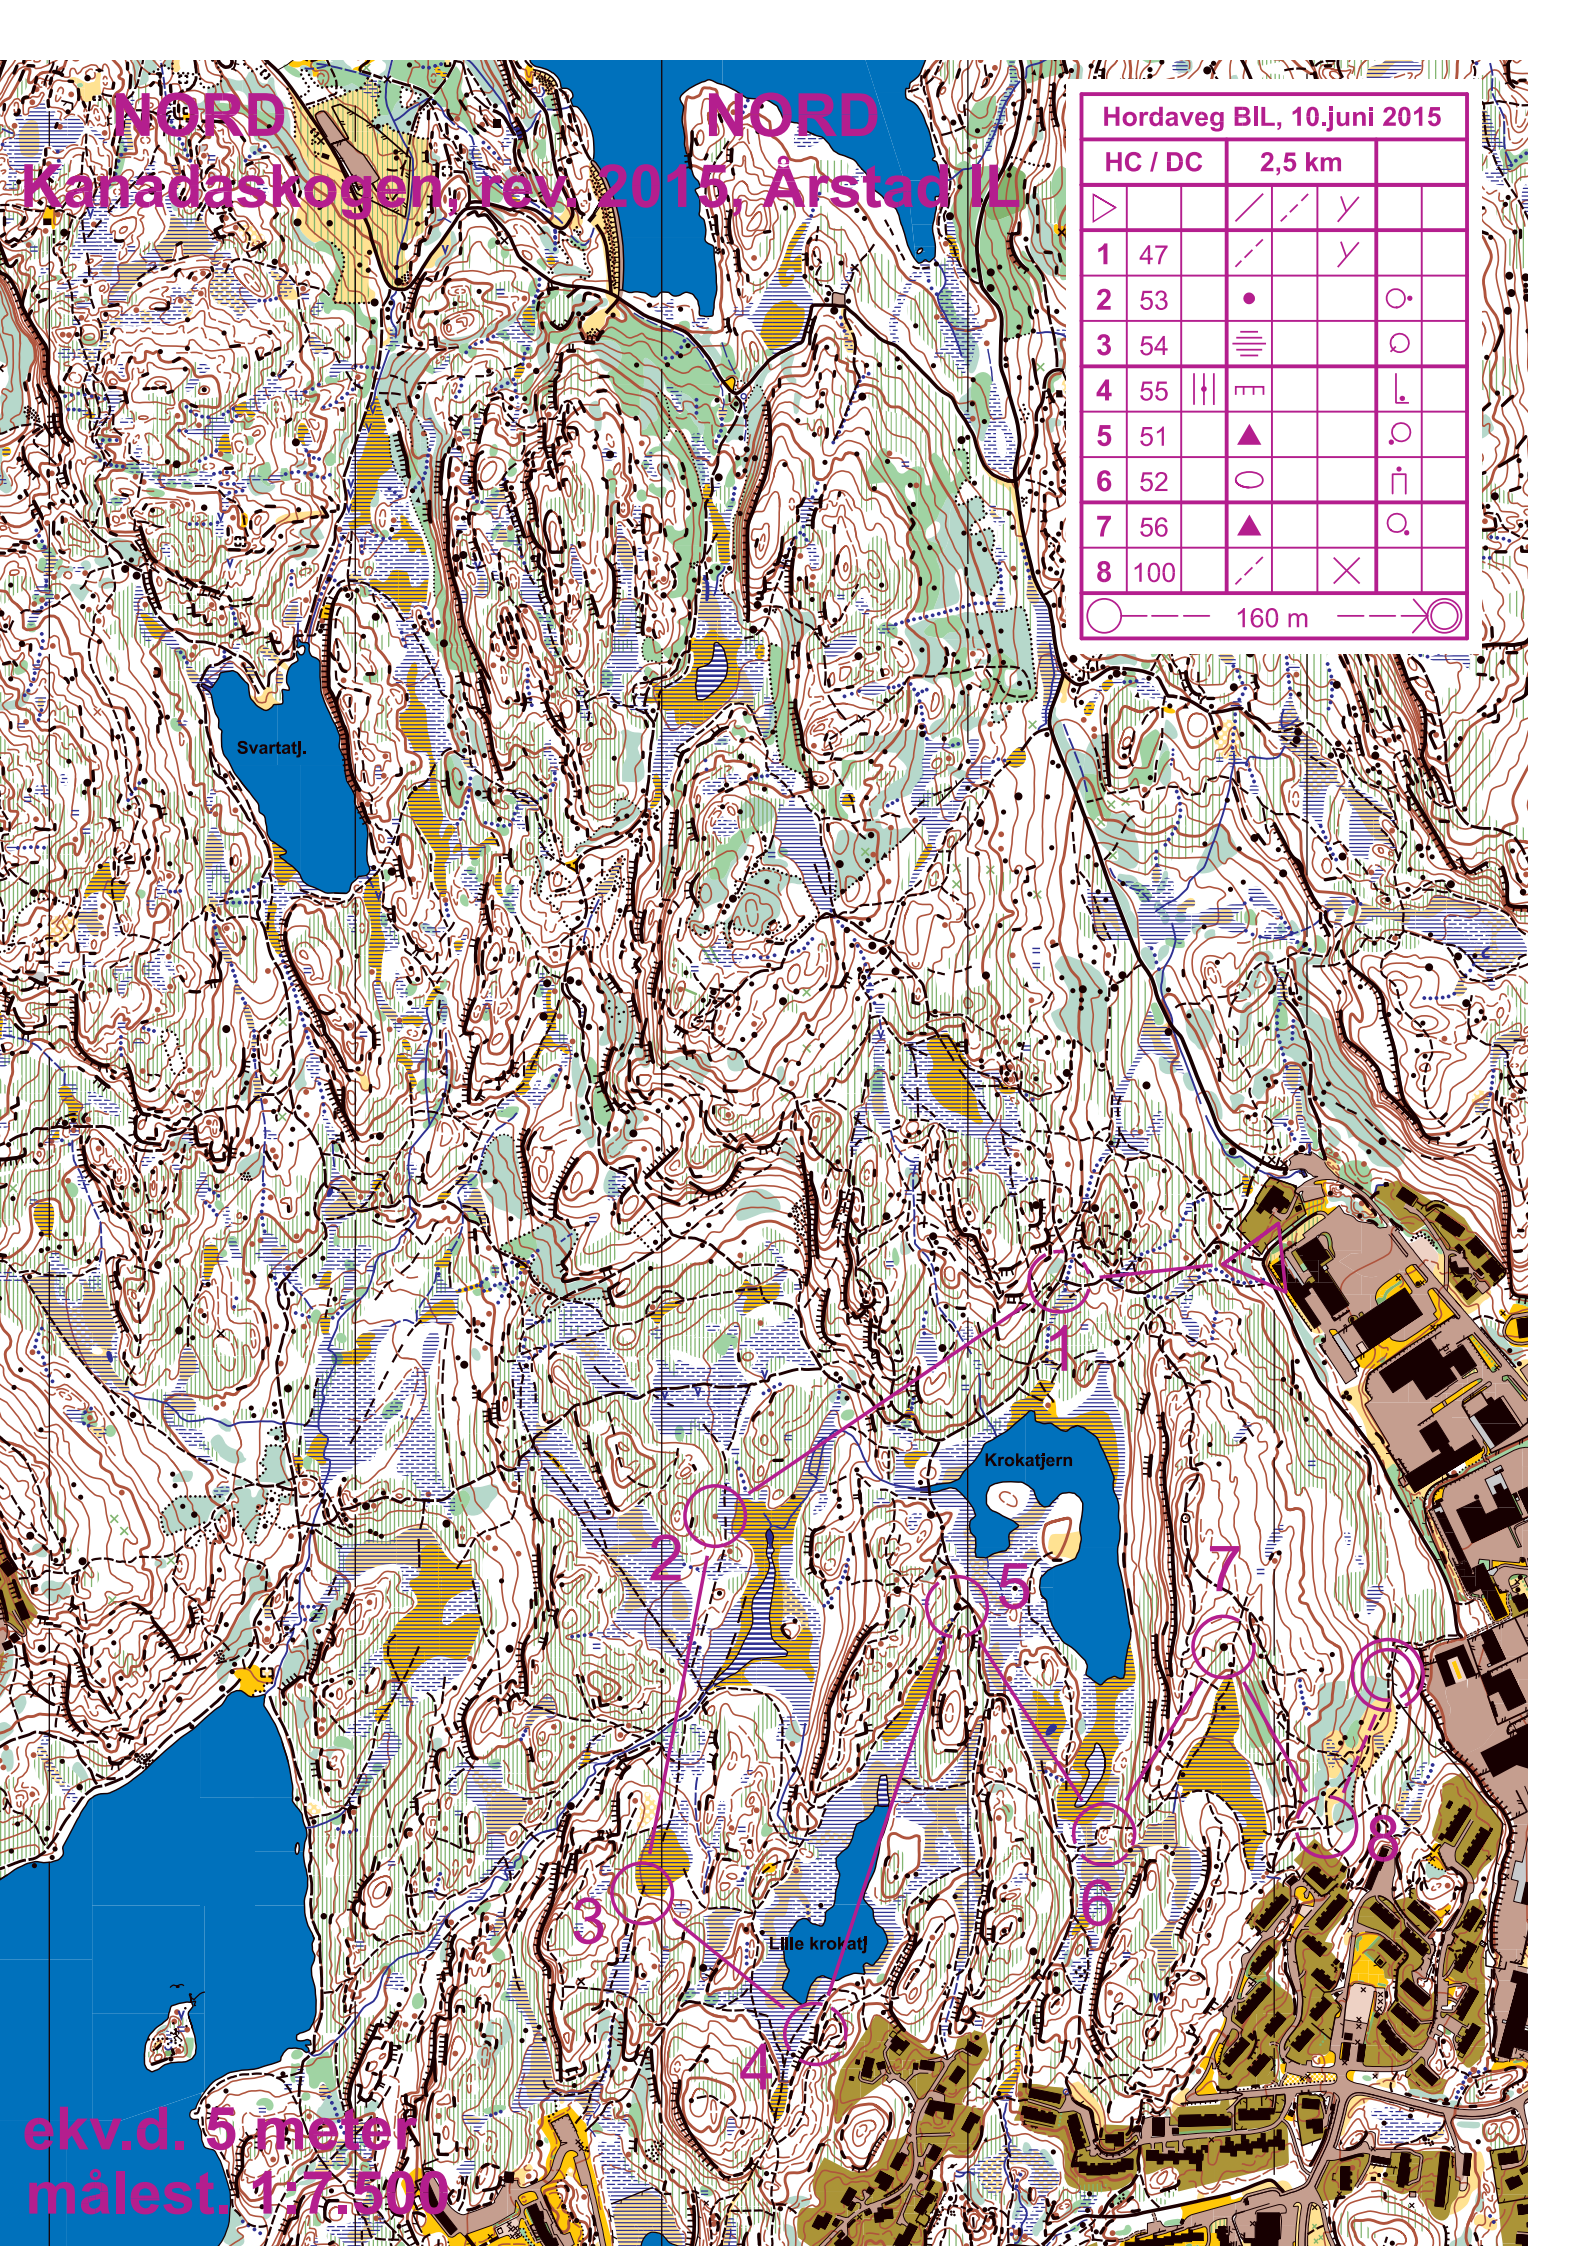 NORD NORD
Kanadaskogen, rev. 2015, Årstad IL
Hordaveg BIL, 10.juni 2015
HC / DC 2,5 km
1 47
2 53
3 54
4 55
5 51
6 52
7 56
8 100
160 m
Svartatj.
1
Krokatjern
2
5
7
8
3
6
Lille krokatj
4
ekv.d. 5 meter
målest. 1:7.500